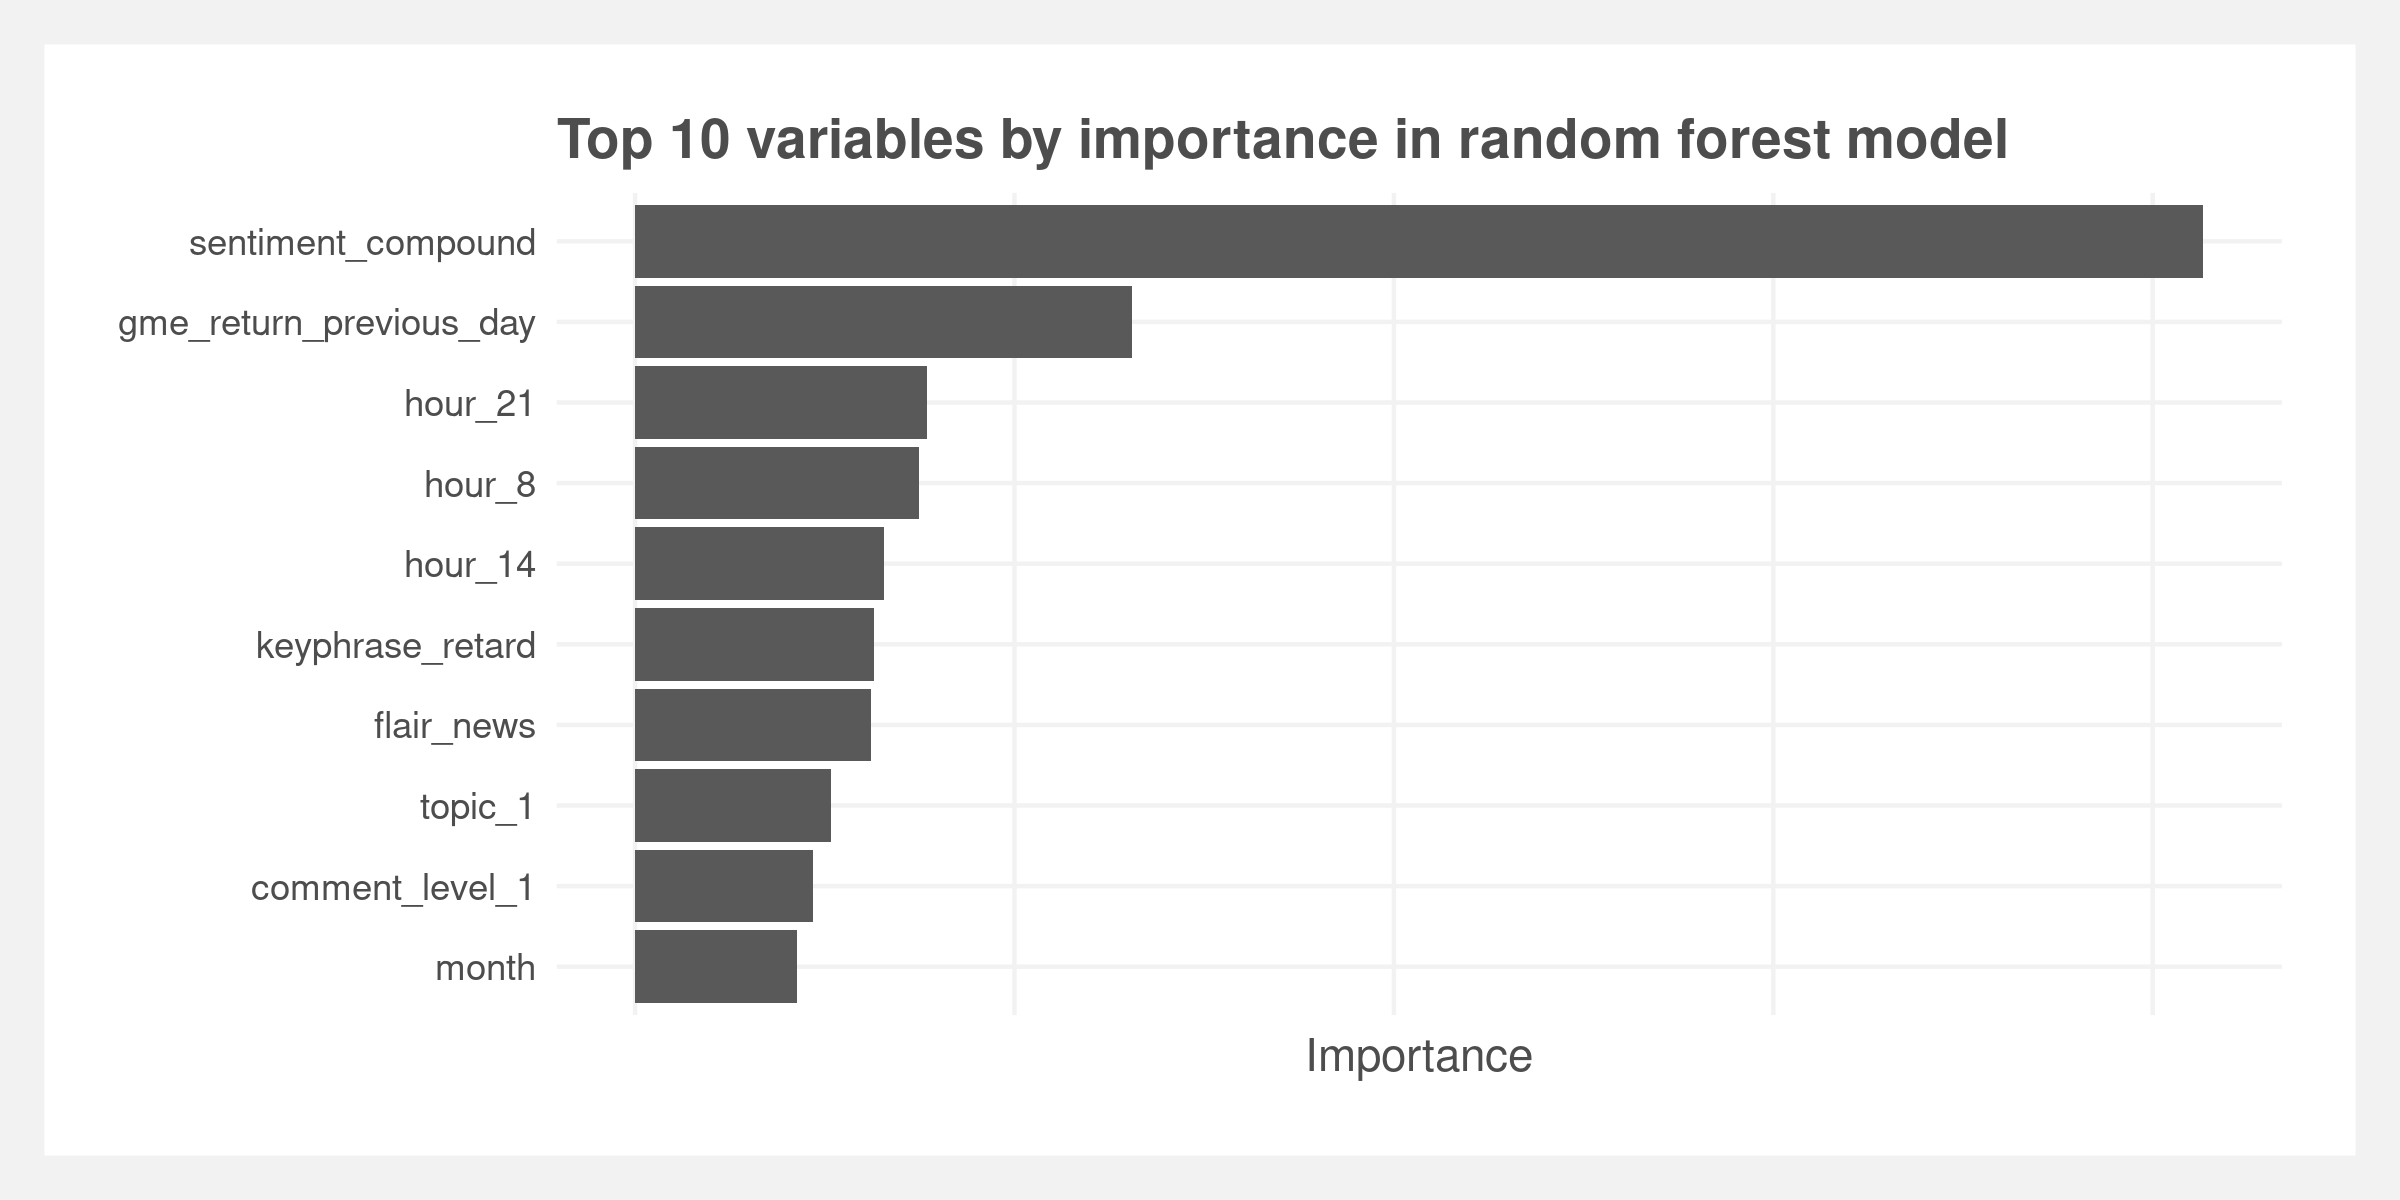 Top 10 variables by importance in random forest model
sentiment_compound
gme_return_previous_day
hour_21
hour_8
hour_14
keyphrase_retard
flair_news
topic_1
comment_level_1
month
Importance